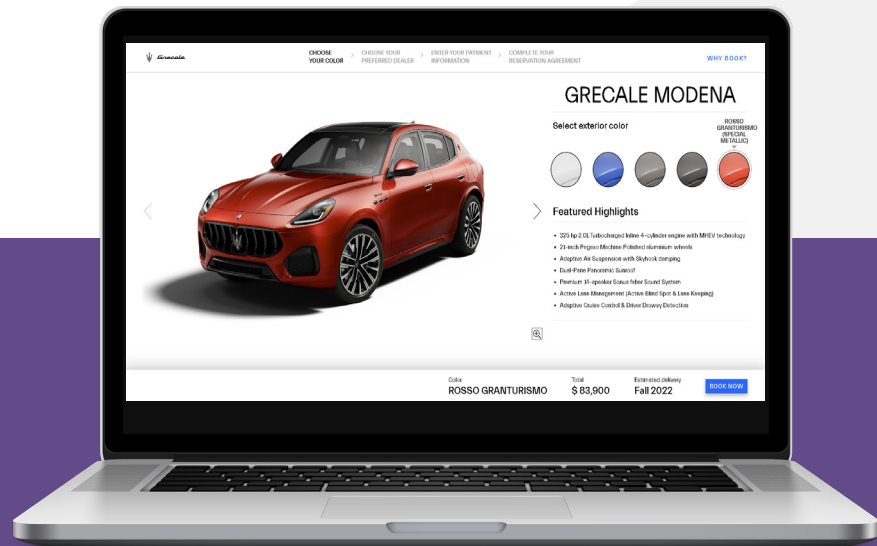 Grecale
CHOOSE
YOUR COLOR
CHOOSE YOUR
PREFERRED DEALER
ENTER YOUR PAYMENT
INFORMATION
COMPLETE YOUR
RESERVATION AGREEMENT
WHY BOOK?
GRECALE MODENA
Select exterior color
ROSSO
GRANTURISMO
(SPECIAL
METALLIC)
Featured Highlights
• 325 hp 2.0L Turbocharged Inline 4-cylinder engine with MHEV technology
• 21-inch Pegaso Machine Polished aluminium wheels
• Adaptive Air Suspension with Skyhook damping
• Dual-Pane Panoramic Sunroof
• Premium 14-speaker Sonus faber Sound System
• Active Lane Management (Active Blind Spot & Lane Keeping)
• Adaptive Cruise Control & Driver Drowsy Detection
Color
ROSSO GRANTURISMO
Total
$ 83,900
Estimated delivery
Fall 2022
BOOK NOW